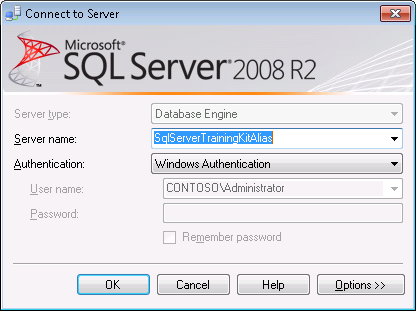 Connect to Server
Microsoft®
SQL Server® 2008 R2
Server type: Database Engine
Server name: SqlServerTrainingKitAlias
Authentication: Windows Authentication
User name: CONTOSO\Administrator
Password:
Remember password
OK Cancel Help Options >>